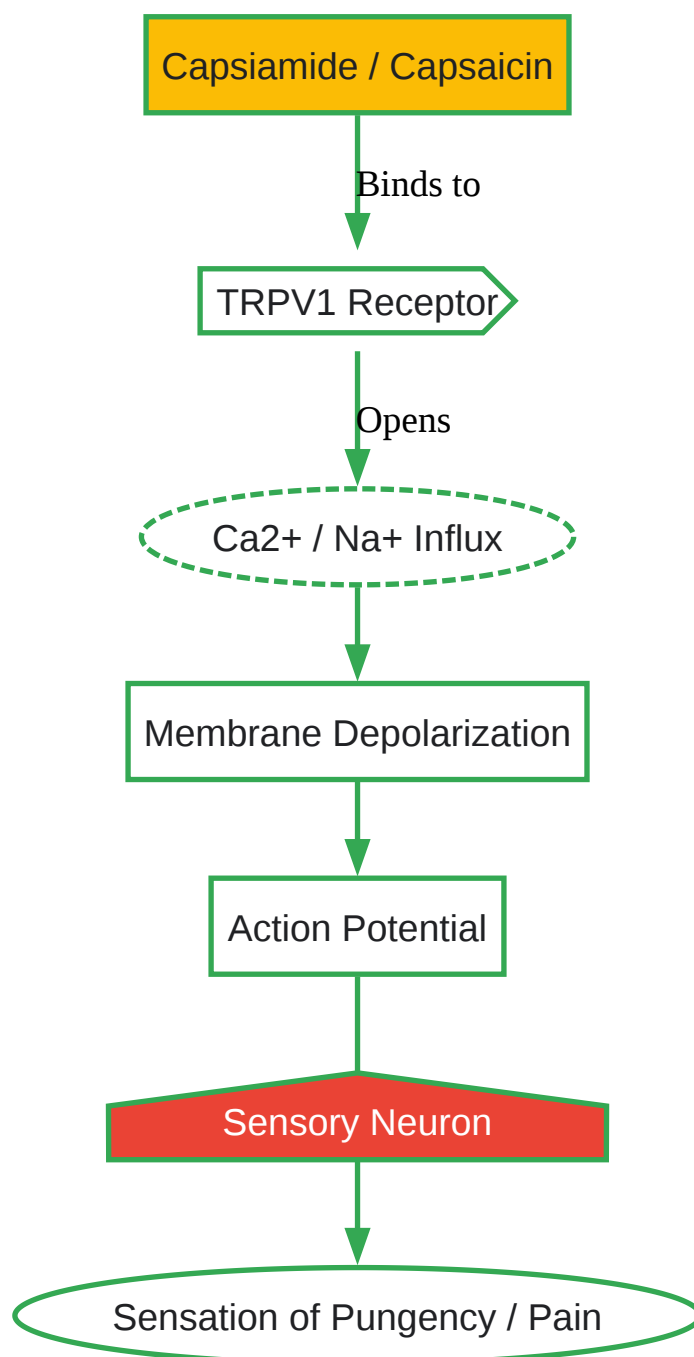 Capsiamide / Capsaicin
Binds to
TRPV1 Receptor
Opens
Ca2+ / Na+ Influx
Membrane Depolarization
Action Potential
Sensory Neuron
Sensation of Pungency / Pain